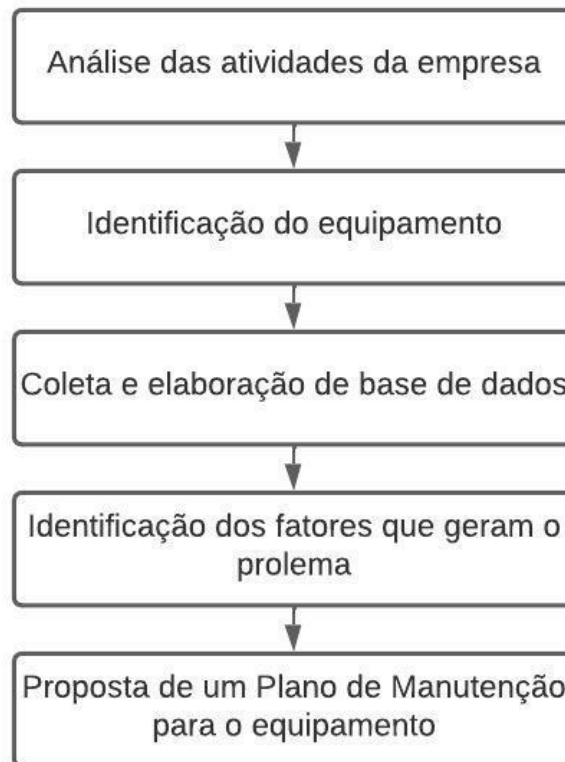 Análise das atividades da empresa
Identificação do equipamento
Coleta e elaboração de base de dados
Identificação dos fatores que geram o
prolema
Proposta de um Plano de Manutenção
para o equipamento